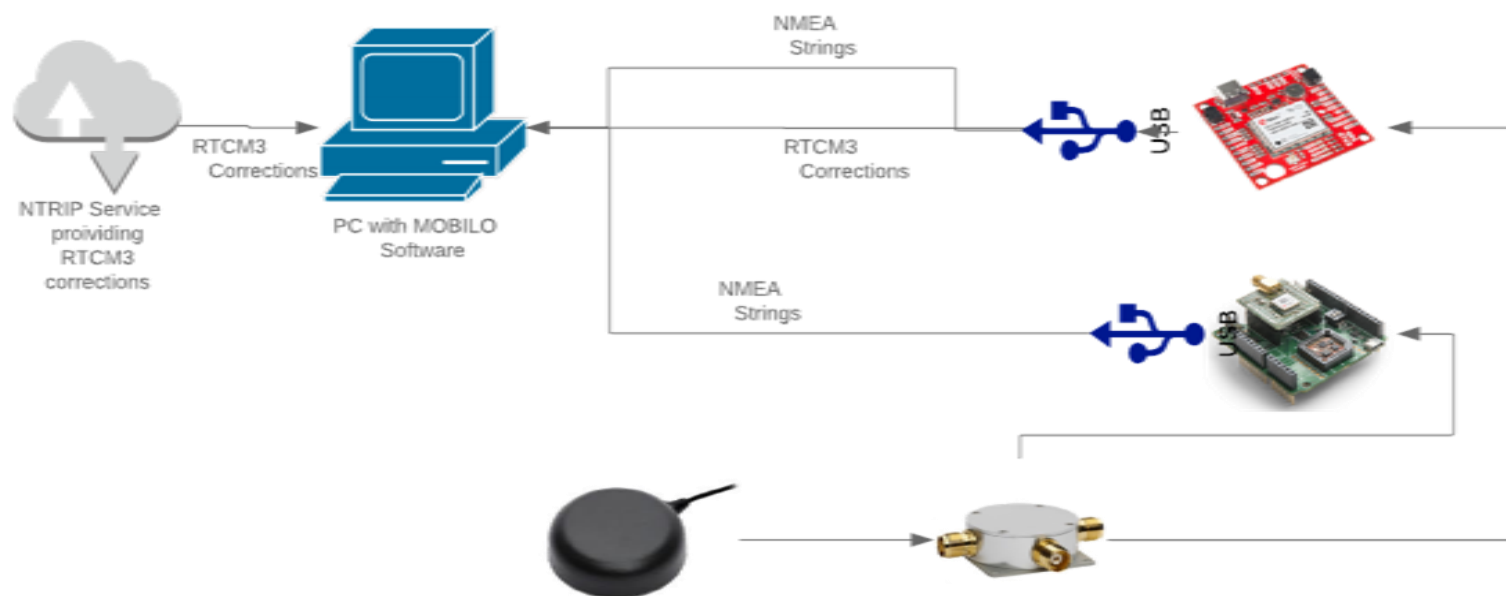 NMEA
Strings
USB
RTCM3
Corrections
RTCM3
Corrections
NTRIP Service
proividing
RTCM3
corrections
PC with MOBILO
Software
NMEA
Strings
USB